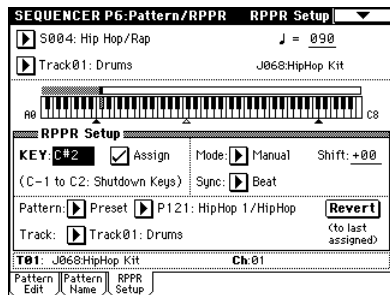 SEQUENCER P6:Pattern/RPPR RPPR Setup
S004: Hip Hop/Rap ♩ = 090
Track01: Drums J068:HipHop Kit
A0 C8
RPPR Setup
KEY: C#2 Assign Mode: Manual Shift: +00
(C-1 to C2: Shutdown Keys) Sync: Beat
Pattern: Preset P121: HipHop 1/HipHop Revert
Track: Track01: Drums (to last assigned)
T01: J068:HipHop Kit Ch:01
Pattern Edit Pattern Name RPPR Setup